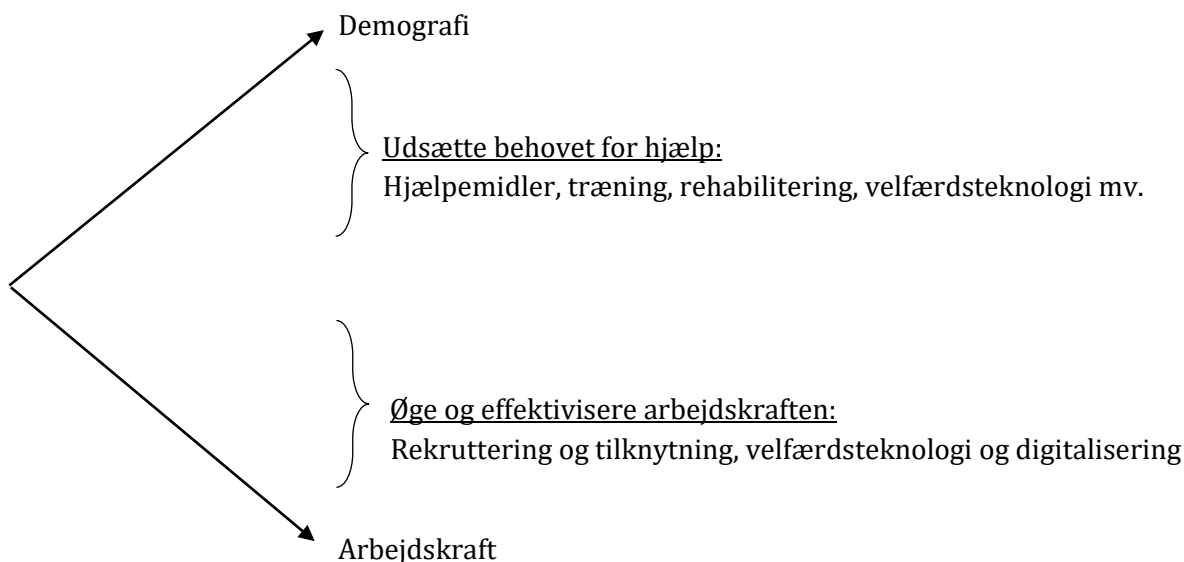 Demografi
Udsætte behovet for hjælp:
Hjælpemidler, træning, rehabilitering, velfærdsteknologi mv.
Øge og effektivisere arbejdskraften:
Rekruttering og tilknytning, velfærdsteknologi og digitalisering
Arbejdskraft